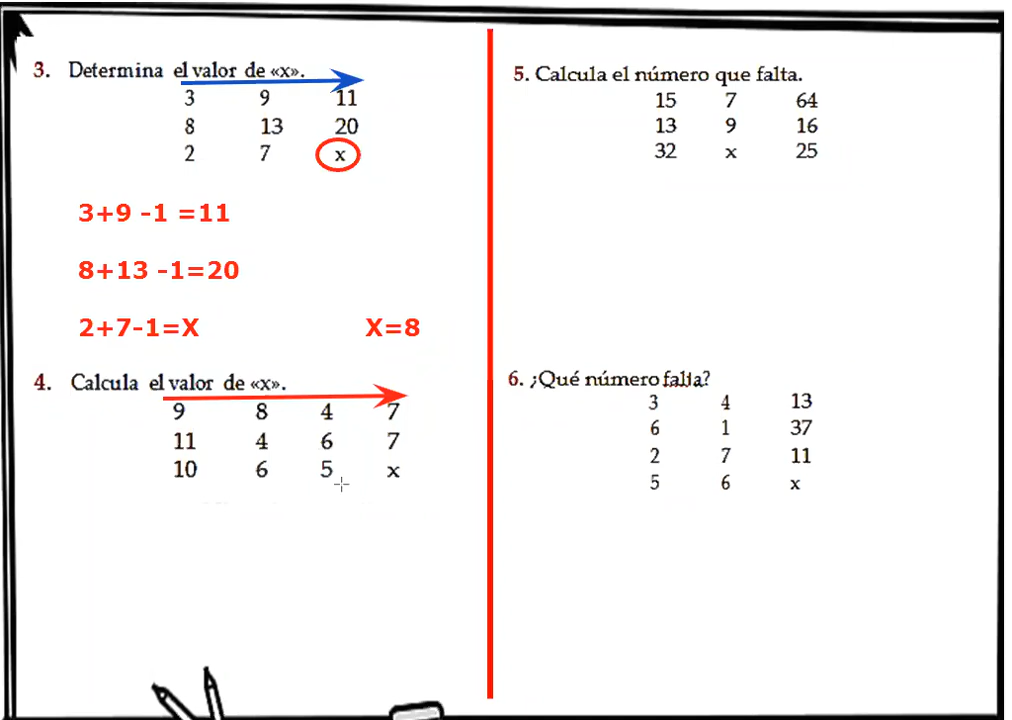 3. Determina el valor de «x».
3 9 11
8 13 20
2 7 x
3+9 -1 =11
8+13 -1=20
2+7-1=X X=8
4. Calcula el valor de «x».
9 8 4 7
11 4 6 7
10 6 5 x
5. Calcula el número que falta.
15 7 64
13 9 16
32 x 25
6. ¿Qué número falta?
3 4 13
6 1 37
2 7 11
5 6 x